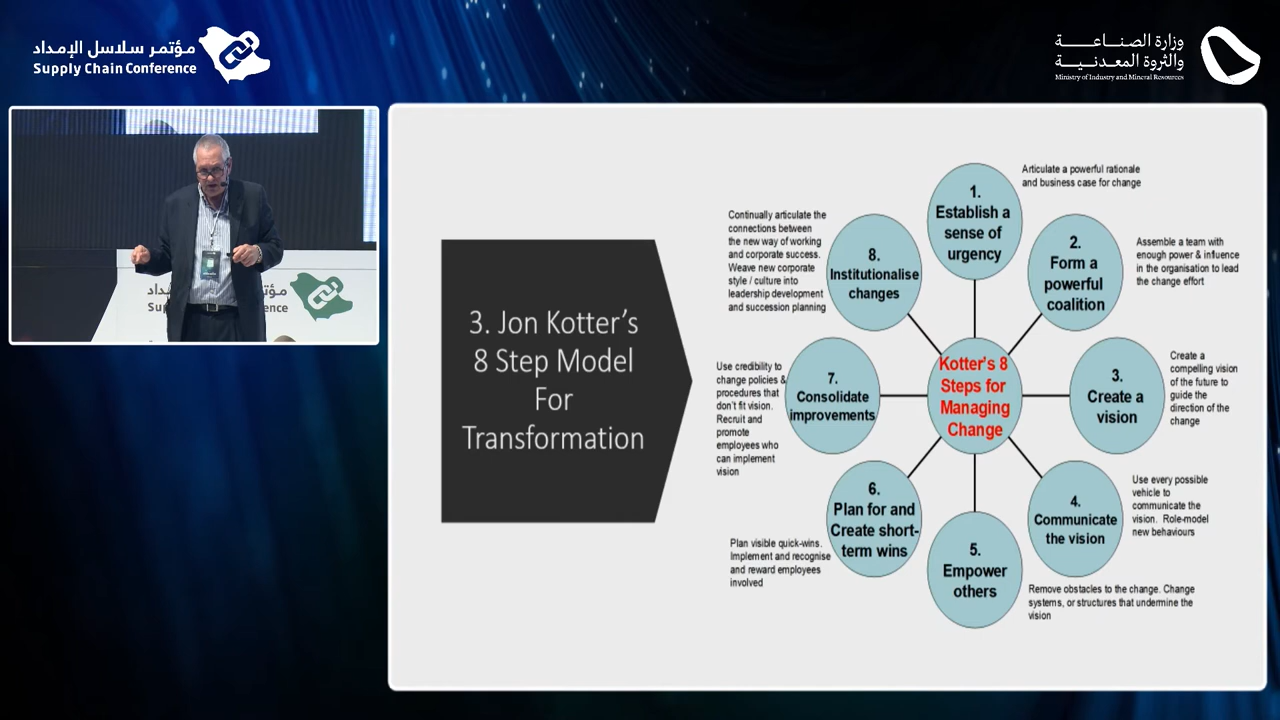 مؤتمر سلاسل الإمداد
Supply Chain Conference
وزارة الصناعة
والثروة المعدنية
Ministry of Industry and Mineral Resources
3. Jon Kotter's
8 Step Model
For
Transformation
Kotter's 8
Steps for
Managing
Change
1.
Establish a
sense of
urgency
Articulate a powerful rationale
and business case for change
2.
Form a
powerful
coalition
Assemble a team with
enough power & influence
in the organisation to lead
the change effort
3.
Create a
vision
Create a
compelling vision
of the future to
guide the
direction of the
change
4.
Communicate
the vision
Use every possible
vehicle to
communicate the
vision. Role-model
new behaviours
5.
Empower
others
Remove obstacles to the change. Change
systems, or structures that undermine the
vision
6.
Plan for and
Create short-
term wins
Plan visible quick-wins.
Implement and recognise
and reward employees
involved
7.
Consolidate
improvements
Use credibility to
change policies &
procedures that
don't fit vision.
Recruit and
promote
employees who
can implement
vision
8.
Institutionalise
changes
Continually articulate the
connections between
the new way of working
and corporate success.
Weave new corporate
style / culture into
leadership development
and succession planning